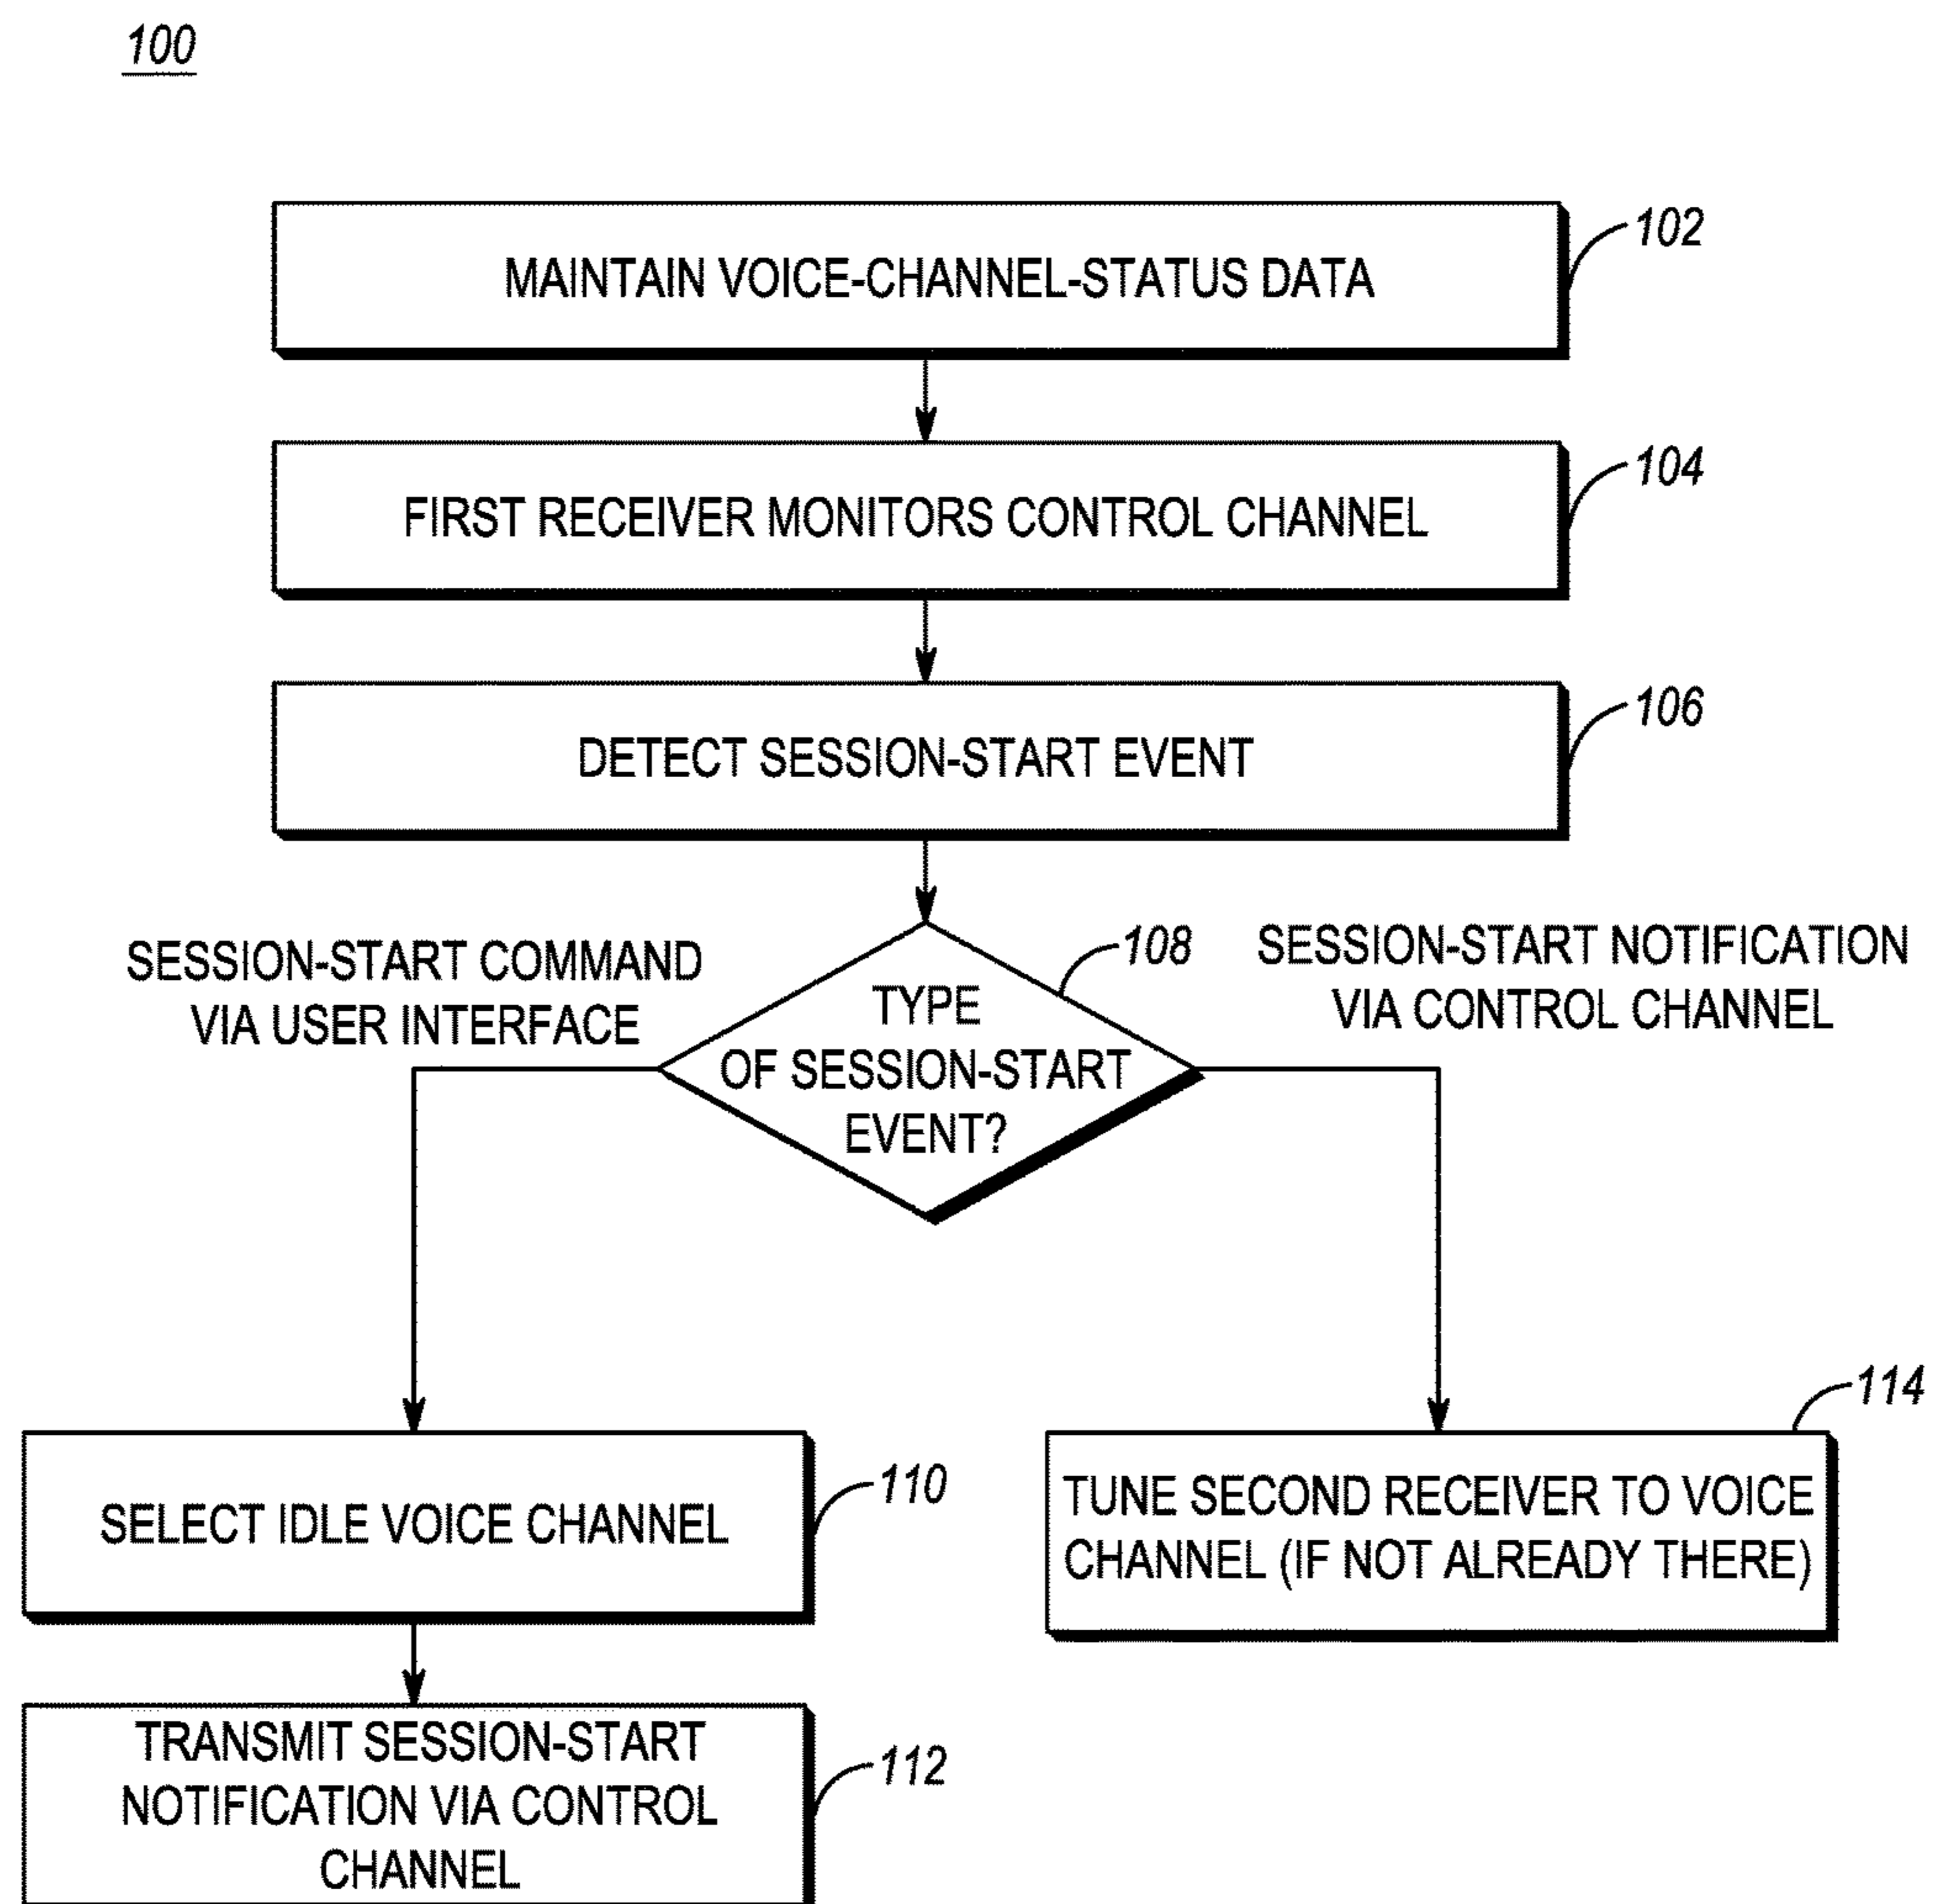 100
MAINTAIN VOICE-CHANNEL-STATUS DATA
102
FIRST RECEIVER MONITORS CONTROL CHANNEL
104
DETECT SESSION-START EVENT
106
SESSION-START COMMAND
VIA USER INTERFACE
108
TYPE
OF SESSION-START
EVENT?
SESSION-START NOTIFICATION
VIA CONTROL CHANNEL
SELECT IDLE VOICE CHANNEL
110
TRANSMIT SESSION-START
NOTIFICATION VIA CONTROL
CHANNEL
112
114
TUNE SECOND RECEIVER TO VOICE
CHANNEL (IF NOT ALREADY THERE)